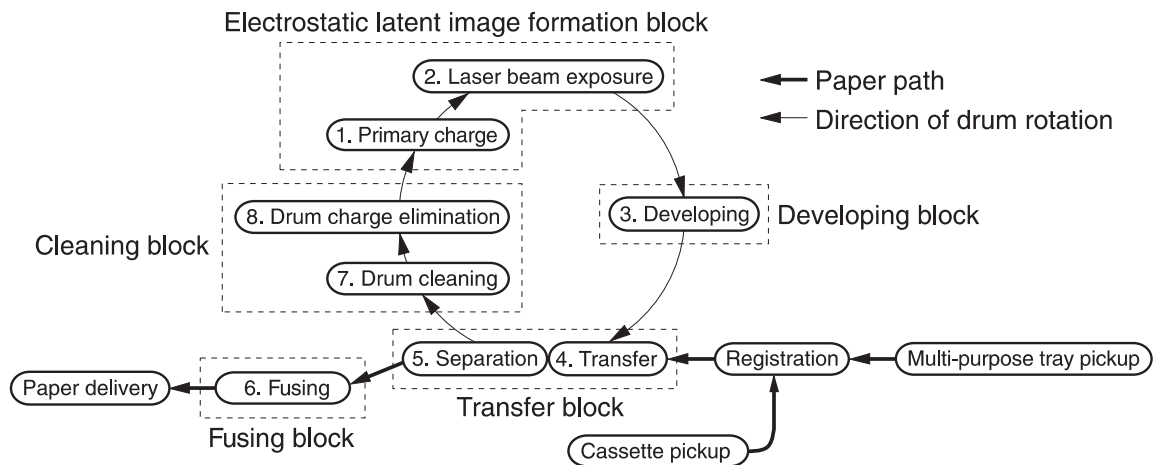 Electrostatic latent image formation block
2. Laser beam exposure
Paper path
Direction of drum rotation
1. Primary charge
8. Drum charge elimination
3. Developing
Developing block
Cleaning block
7. Drum cleaning
5. Separation
4. Transfer
Registration
Multi-purpose tray pickup
Paper delivery
6. Fusing
Transfer block
Fusing block
Cassette pickup